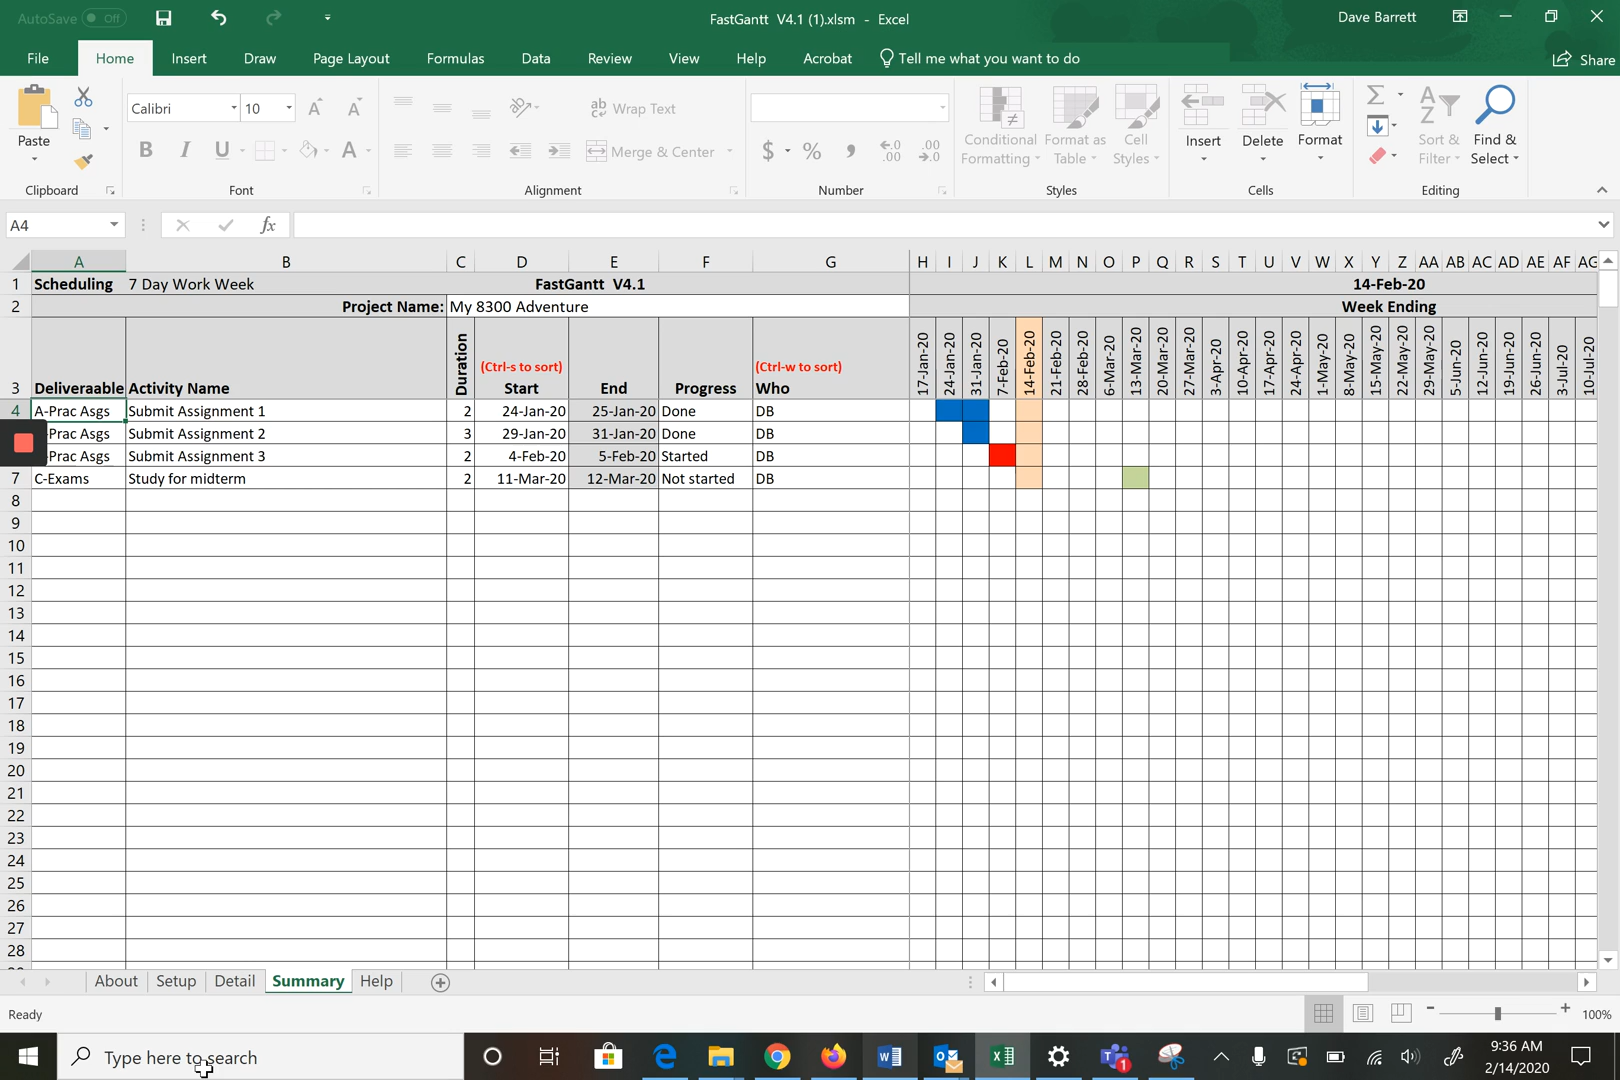 AutoSave Off
FastGantt V4.1 (1).xlsm - Excel
Dave Barrett
File Home Insert Draw Page Layout Formulas Data Review View Help Acrobat Tell me what you want to do Share
Paste
Clipboard
Calibri 10
B I U A
Font
Wrap Text
Merge & Center
Alignment
$ % ,
Number
Conditional Formatting
Format as Table
Cell Styles
Styles
Insert Delete Format
Cells
Sort & Filter
Find & Select
Editing
A4 fx
A B C D E F G H I J K L M N O P Q R S T U V W X Y Z AA AB AC AD AE AF AG
1 Scheduling 7 Day Work Week FastGantt V4.1 14-Feb-20
2 Project Name: My 8300 Adventure Week Ending
(Ctrl-s to sort) (Ctrl-w to sort)
3 Deliveraable Activity Name Duration Start End Progress Who 17-Jan-20 24-Jan-20 31-Jan-20 7-Feb-20 14-Feb-20 21-Feb-20 28-Feb-20 6-Mar-20 13-Mar-20 20-Mar-20 27-Mar-20 3-Apr-20 10-Apr-20 17-Apr-20 24-Apr-20 1-May-20 8-May-20 15-May-20 22-May-20 29-May-20 5-Jun-20 12-Jun-20 19-Jun-20 26-Jun-20 3-Jul-20 10-Jul-20
4 A-Prac Asgs Submit Assignment 1 2 24-Jan-20 25-Jan-20 Done DB
-Prac Asgs Submit Assignment 2 3 29-Jan-20 31-Jan-20 Done DB
-Prac Asgs Submit Assignment 3 2 4-Feb-20 5-Feb-20 Started DB
7 C-Exams Study for midterm 2 11-Mar-20 12-Mar-20 Not started DB
8
9
10
11
12
13
14
15
16
17
18
19
20
21
22
23
24
25
26
27
28
About Setup Detail Summary Help
Ready 100%
Type here to search
9:36 AM
2/14/2020